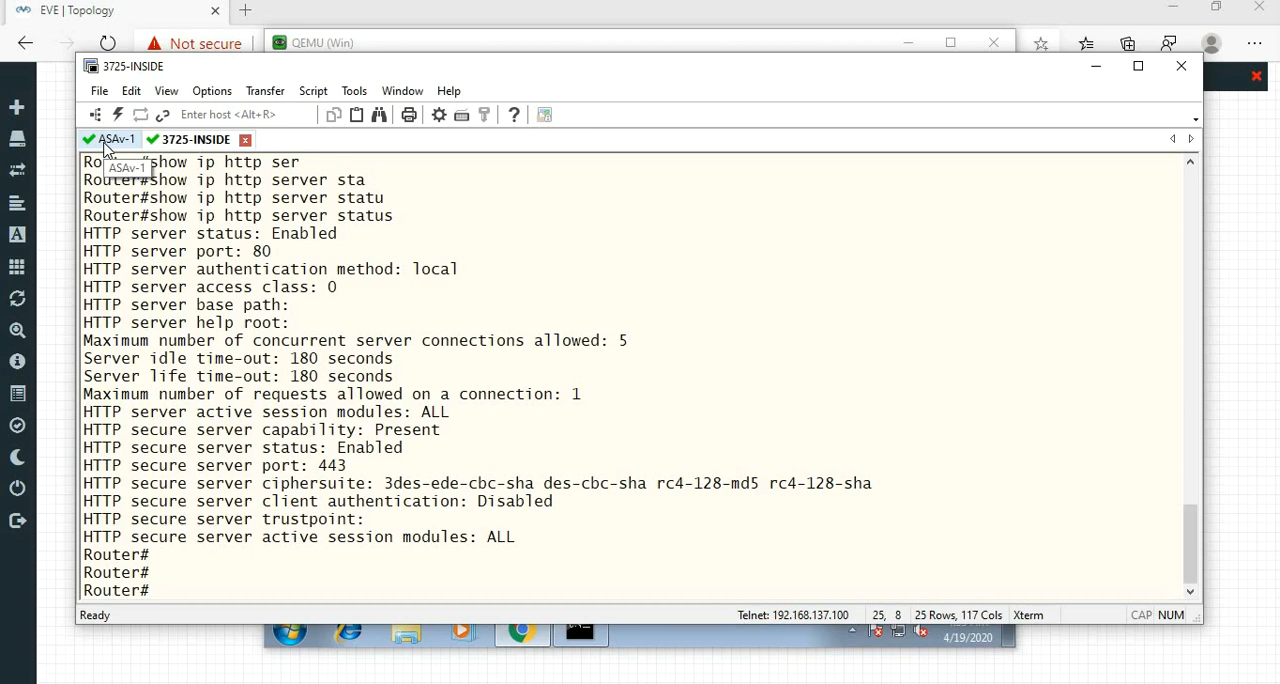 EVE | Topology
Not secure
QEMU (Win)
3725-INSIDE
File Edit View Options Transfer Script Tools Window Help
Enter host <Alt+R>
ASAv-1 3725-INSIDE
ASAv-1
Router#show ip http ser
Router#show ip http server sta
Router#show ip http server statu
Router#show ip http server status
HTTP server status: Enabled
HTTP server port: 80
HTTP server authentication method: local
HTTP server access class: 0
HTTP server base path:
HTTP server help root:
Maximum number of concurrent server connections allowed: 5
Server idle time-out: 180 seconds
Server life time-out: 180 seconds
Maximum number of requests allowed on a connection: 1
HTTP server active session modules: ALL
HTTP secure server capability: Present
HTTP secure server status: Enabled
HTTP secure server port: 443
HTTP secure server ciphersuite: 3des-ede-cbc-sha des-cbc-sha rc4-128-md5 rc4-128-sha
HTTP secure server client authentication: Disabled
HTTP secure server trustpoint:
HTTP secure server active session modules: ALL
Router#
Router#
Router#
Ready Telnet: 192.168.137.100 25, 8 25 Rows, 117 Cols Xterm CAP NUM
4/19/2020